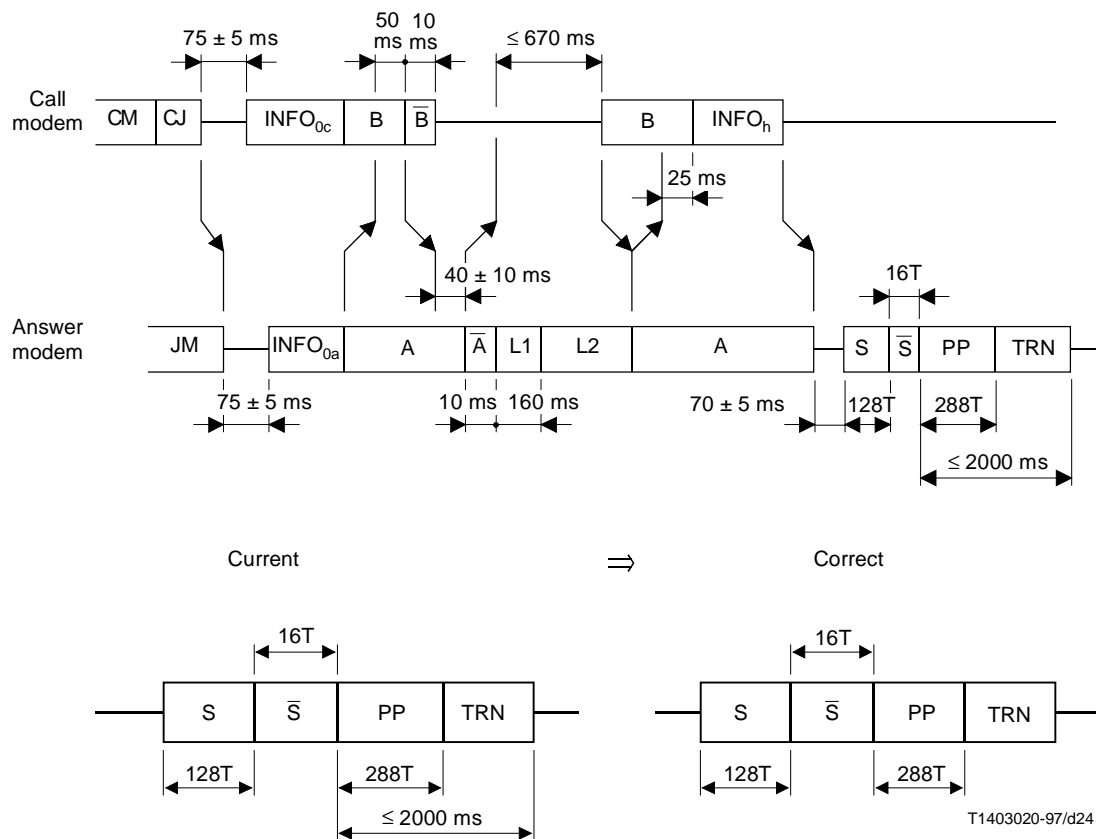 50 10
75 ± 5 ms ms ms ≤ 670 ms
Call modem
CM CJ INFO0c B B̅ B INFOh
25 ms
40 ± 10 ms 16T
Answer modem
JM INFO0a A A̅ L1 L2 A S S̅ PP TRN
75 ± 5 ms 10 ms 160 ms 70 ± 5 ms 128T 288T
≤ 2000 ms
Current ⇒ Correct
16T 16T
S S̅ PP TRN S S̅ PP TRN
128T 288T 128T 288T
≤ 2000 ms
T1403020-97/d24